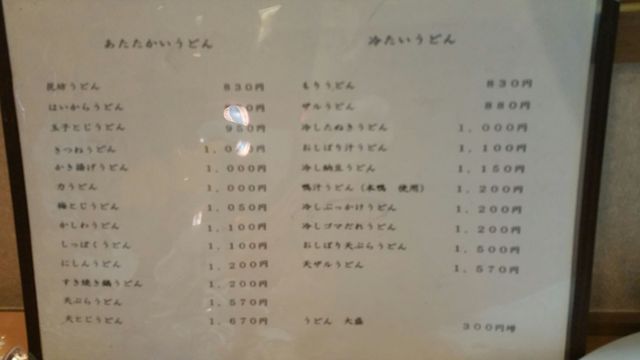 あたたかいうどん
昆布うどん 830円
はいからうどん 円
玉子とじうどん 950円
きつねうどん
かき揚げうどん 1,000円
力うどん 1,000円
梅とじうどん 1,050円
かしわうどん 1,100円
しっぽくうどん 1,100円
にしんうどん 1,200円
すき焼き鍋うどん 1,200円
天ぷらうどん 1,570円
天とじうどん 1,670円
冷たいうどん
もりうどん 830円
ザルうどん 880円
冷したぬきうどん 1,000円
おしぼり汁うどん 1,100円
冷し納豆うどん 1,150円
鴨汁うどん(本鴨 使用) 1,200円
冷しぶっかけうどん 1,200円
冷しゴマだれうどん 1,200円
おしぼり天ぷらうどん 1,500円
天ザルうどん 1,570円
うどん 大盛 300円増